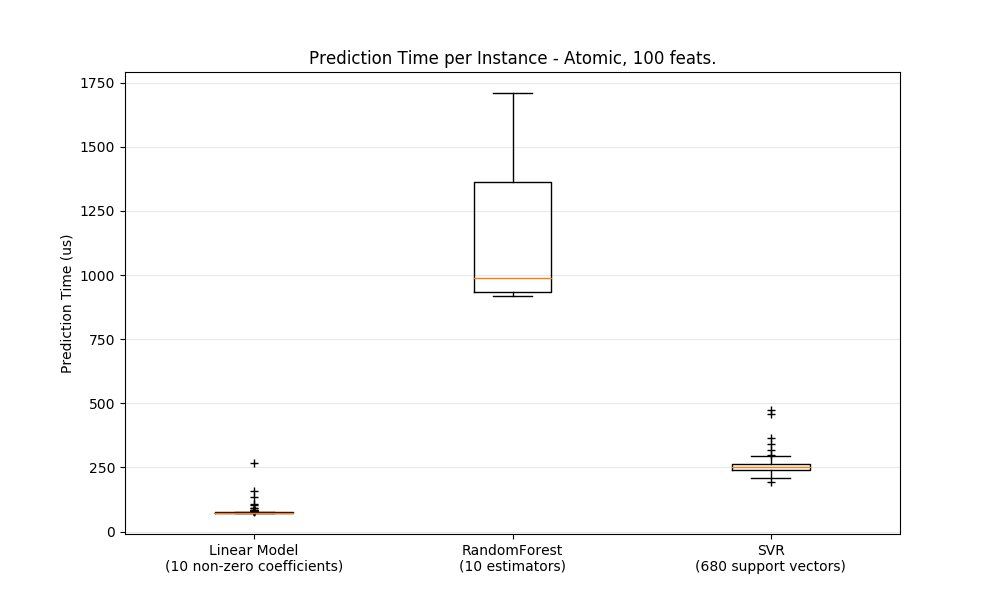 Prediction Time per Instance - Atomic, 100 feats.
1750
1500
1250
1000
750
500
250
0
Prediction Time (us)
Linear Model
(10 non-zero coefficients)
RandomForest
(10 estimators)
SVR
(680 support vectors)